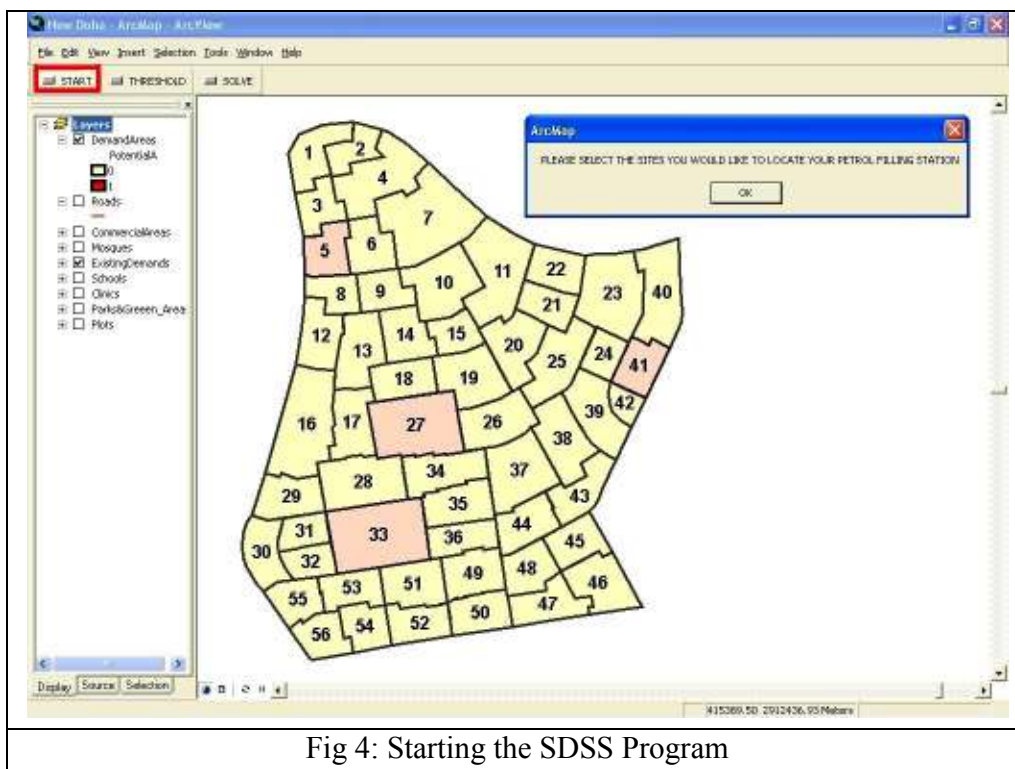 New Doha - ArcMap - ArcView
File Edit View Insert Selection Tools Window Help
START THRESHOLD SOLVE
Layers
DemandAreas
PotentialA
0
1
Roads
CommercialAreas
Mosques
ExistingDemands
Schools
Clinics
Parks&Greeen_Area
Plots
Display Source Selection
ArcMap
PLEASE SELECT THE SITES YOU WOULD LIKE TO LOCATE YOUR PETROL FILLING STATION
OK
1
2
4
3
7
5
6
8
9
10
11
22
23
40
21
12
13
14
15
20
25
24
41
18
19
39
42
16
17
27
26
38
28
34
37
29
35
43
31
33
36
44
30
32
45
53
51
49
48
46
55
56
54
52
50
47
415389.50 2912436.93 Meters
Fig 4: Starting the SDSS Program